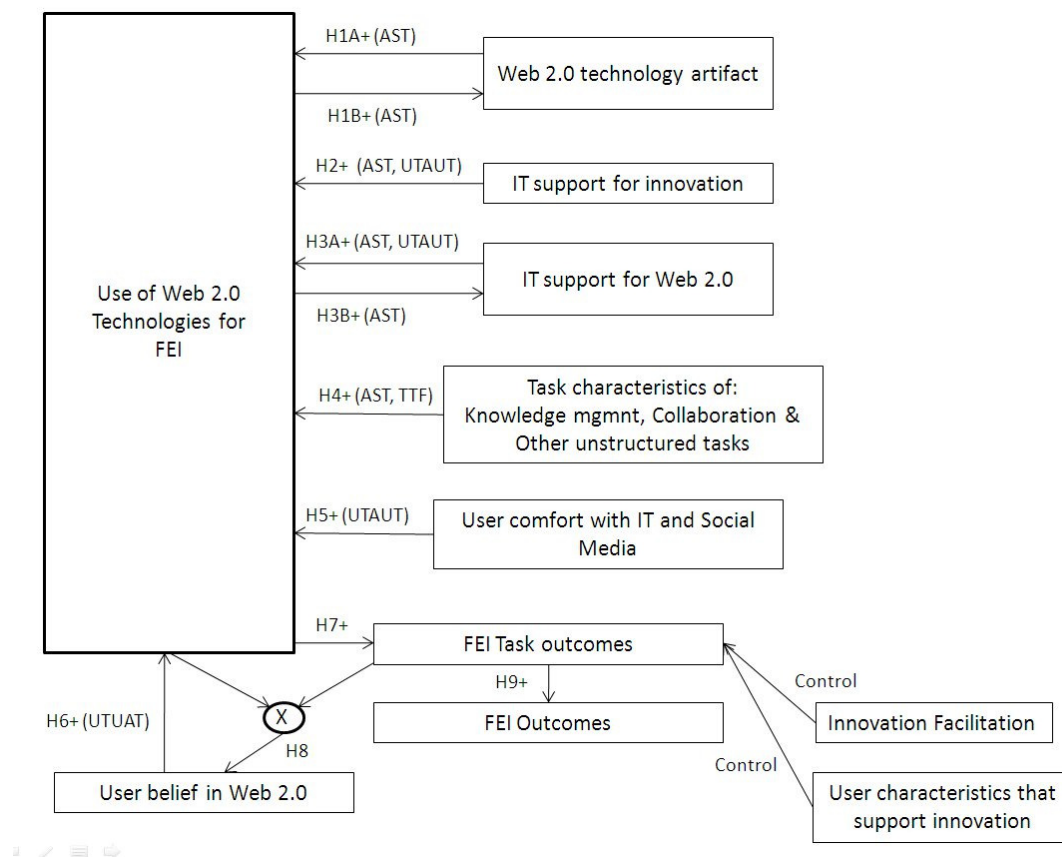 H1A+ (AST)
Web 2.0 technology artifact
H1B+ (AST)
H2+ (AST, UTAUT)
IT support for innovation
H3A+ (AST, UTAUT)
IT support for Web 2.0
H3B+ (AST)
Use of Web 2.0
Technologies for
FEI
H4+ (AST, TTF)
Task characteristics of:
Knowledge mgmnt, Collaboration &
Other unstructured tasks
H5+ (UTAUT)
User comfort with IT and Social
Media
H7+
FEI Task outcomes
H9+
FEI Outcomes
Control
Innovation Facilitation
Control
User characteristics that
support innovation
X
H8
H6+ (UTUAT)
User belief in Web 2.0